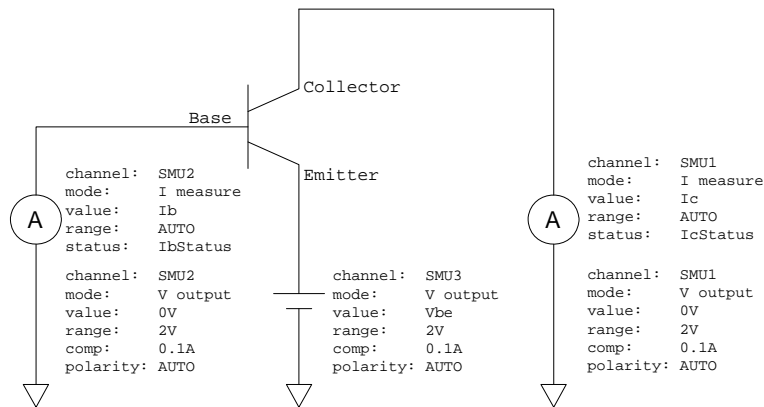 Collector
Base
Emitter
A
channel: SMU2
mode: I measure
value: Ib
range: AUTO
status: IbStatus
channel: SMU2
mode: V output
value: 0V
range: 2V
comp: 0.1A
polarity: AUTO
channel: SMU3
mode: V output
value: Vbe
range: 2V
comp: 0.1A
polarity: AUTO
A
channel: SMU1
mode: I measure
value: Ic
range: AUTO
status: IcStatus
channel: SMU1
mode: V output
value: 0V
range: 2V
comp: 0.1A
polarity: AUTO